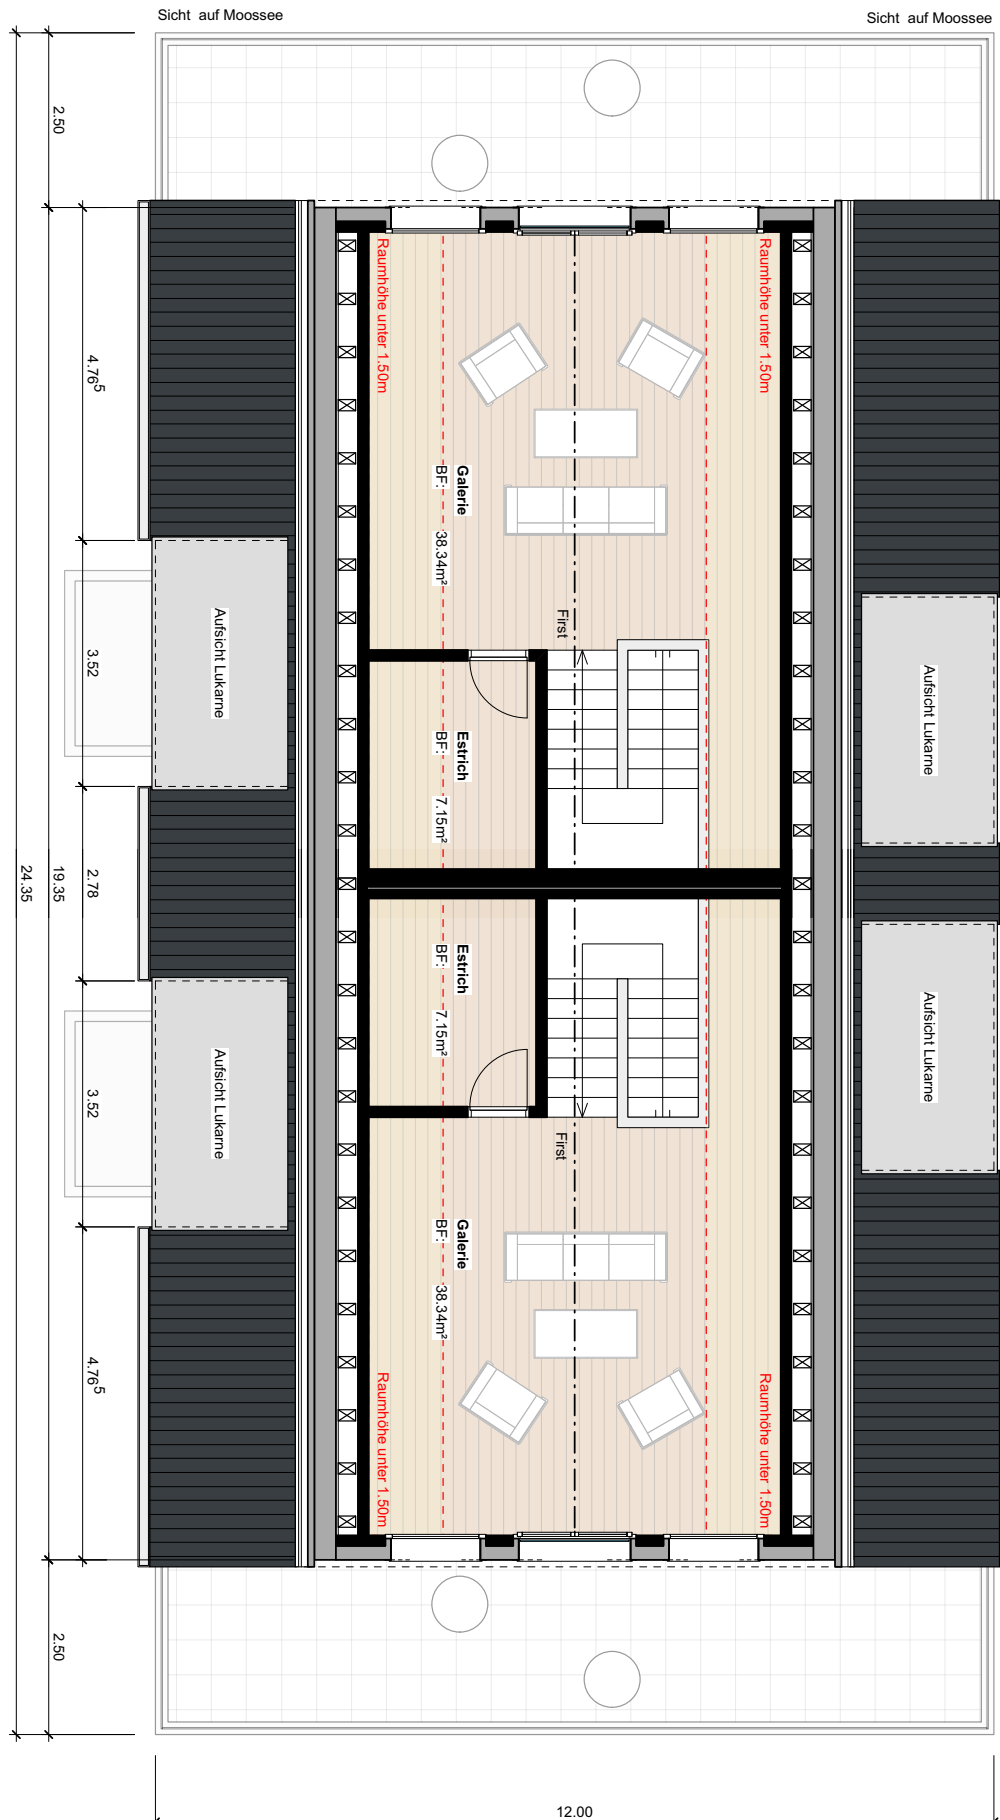 Sicht auf Moossee
Sicht auf Moossee
2.50
4.76⁵
3.52
2.78
3.52
4.76⁵
19.35
24.35
2.50
12.00
Raumhöhe unter 1.50m
Raumhöhe unter 1.50m
Galerie
BF: 38.34m²
First
Aufsicht Lukarne
Aufsicht Lukarne
Estrich
BF: 7.15m²
Estrich
BF: 7.15m²
Aufsicht Lukarne
Aufsicht Lukarne
First
Galerie
BF: 38.34m²
Raumhöhe unter 1.50m
Raumhöhe unter 1.50m